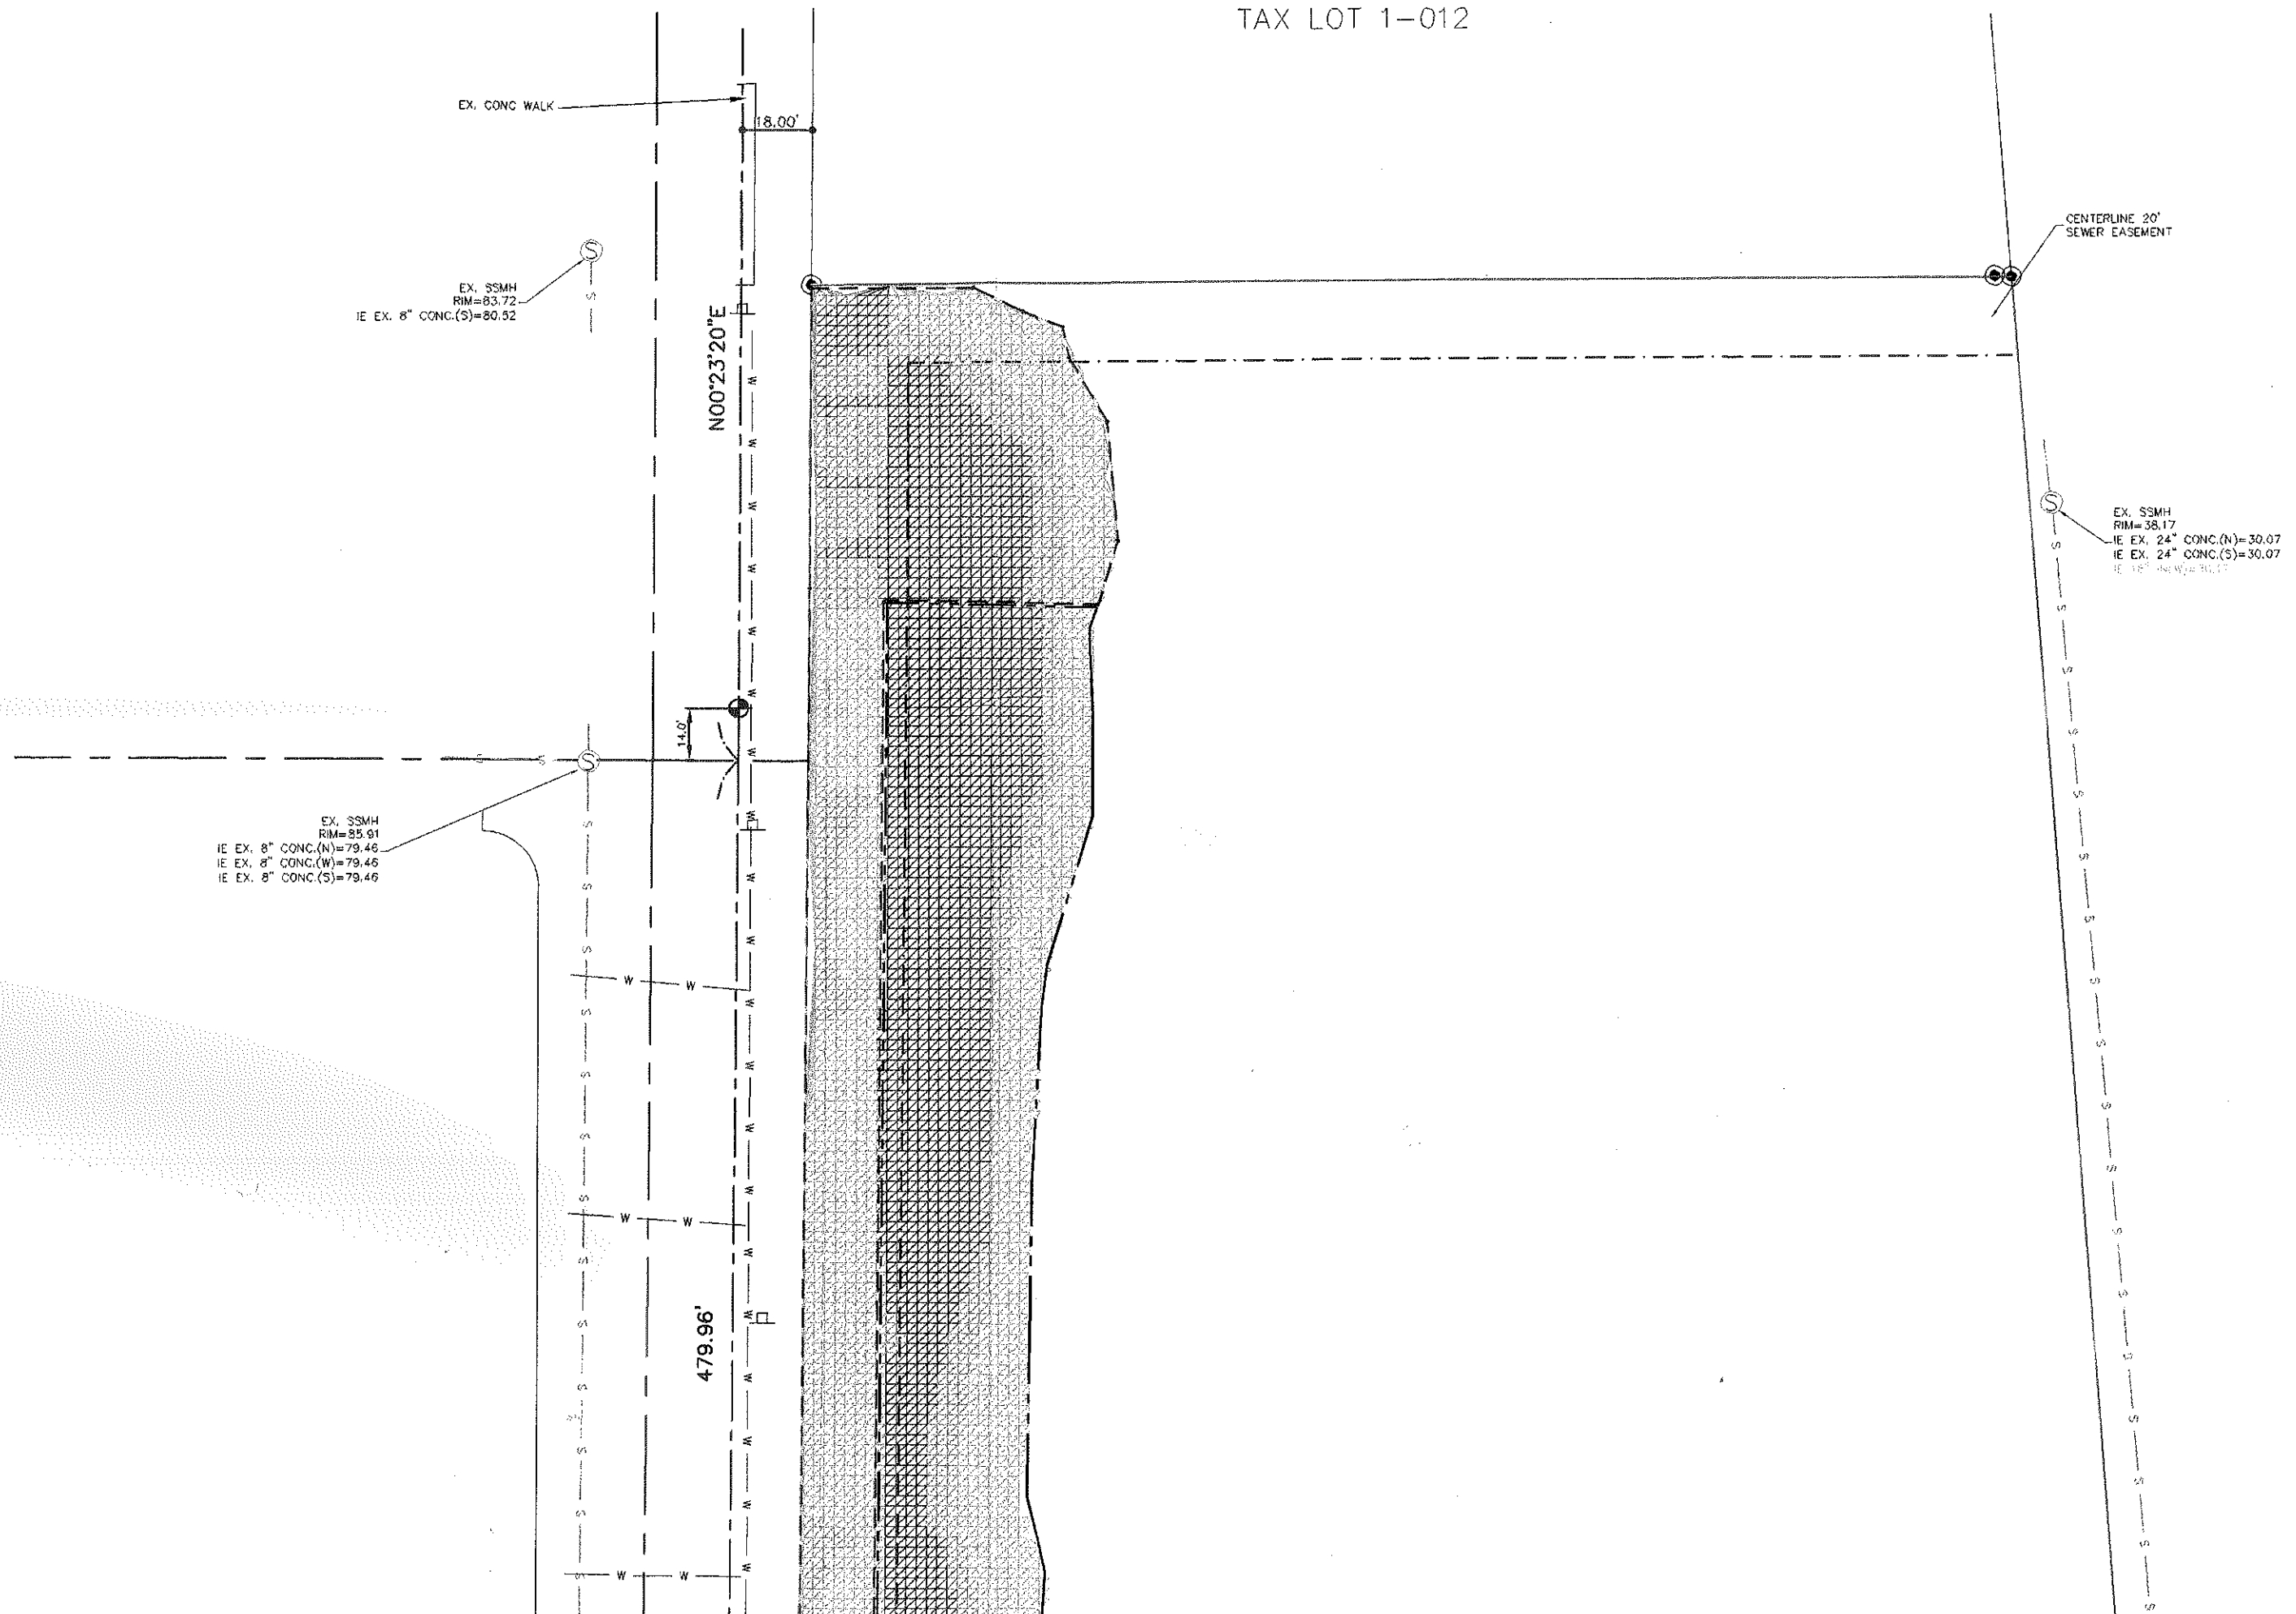 TAX LOT 1-012
EX. CONC WALK
18.00'
CENTERLINE 20'
SEWER EASEMENT
EX. SSMH
RIM=83.72
IE EX. 8" CONC.(S)=80.52
N00°23'20"E
EX. SSMH
RIM=38.17
IE EX. 24" CONC.(N)=30.07
IE EX. 24" CONC.(S)=30.07
14.0'
EX. SSMH
RIM=85.91
IE EX. 8" CONC.(N)=79.46
IE EX. 8" CONC.(W)=79.46
IE EX. 8" CONC.(S)=79.46
479.96'